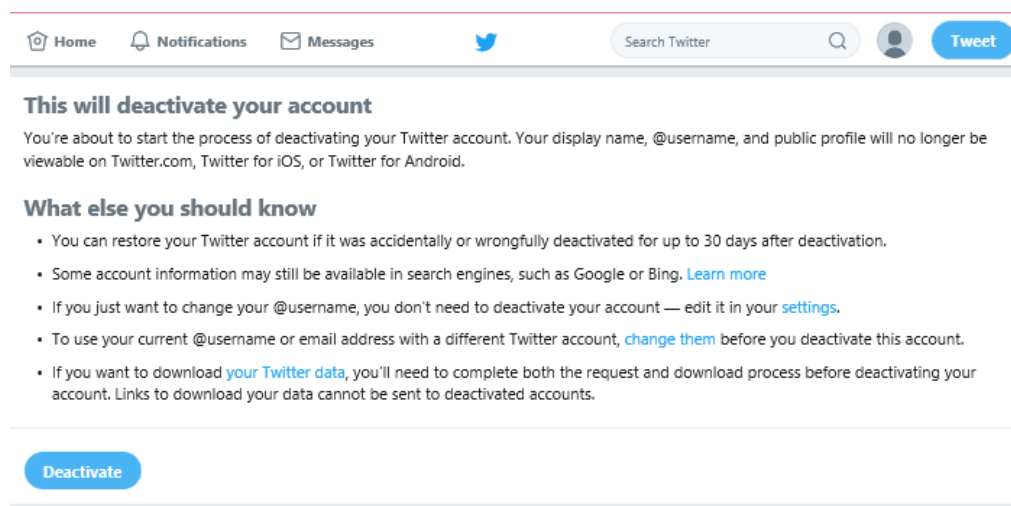 Home Notifications Messages Search Twitter Tweet
This will deactivate your account
You're about to start the process of deactivating your Twitter account. Your display name, @username, and public profile will no longer be
viewable on Twitter.com, Twitter for iOS, or Twitter for Android.
What else you should know
• You can restore your Twitter account if it was accidentally or wrongfully deactivated for up to 30 days after deactivation.
• Some account information may still be available in search engines, such as Google or Bing. Learn more
• If you just want to change your @username, you don't need to deactivate your account — edit it in your settings.
• To use your current @username or email address with a different Twitter account, change them before you deactivate this account.
• If you want to download your Twitter data, you'll need to complete both the request and download process before deactivating your
account. Links to download your data cannot be sent to deactivated accounts.
Deactivate